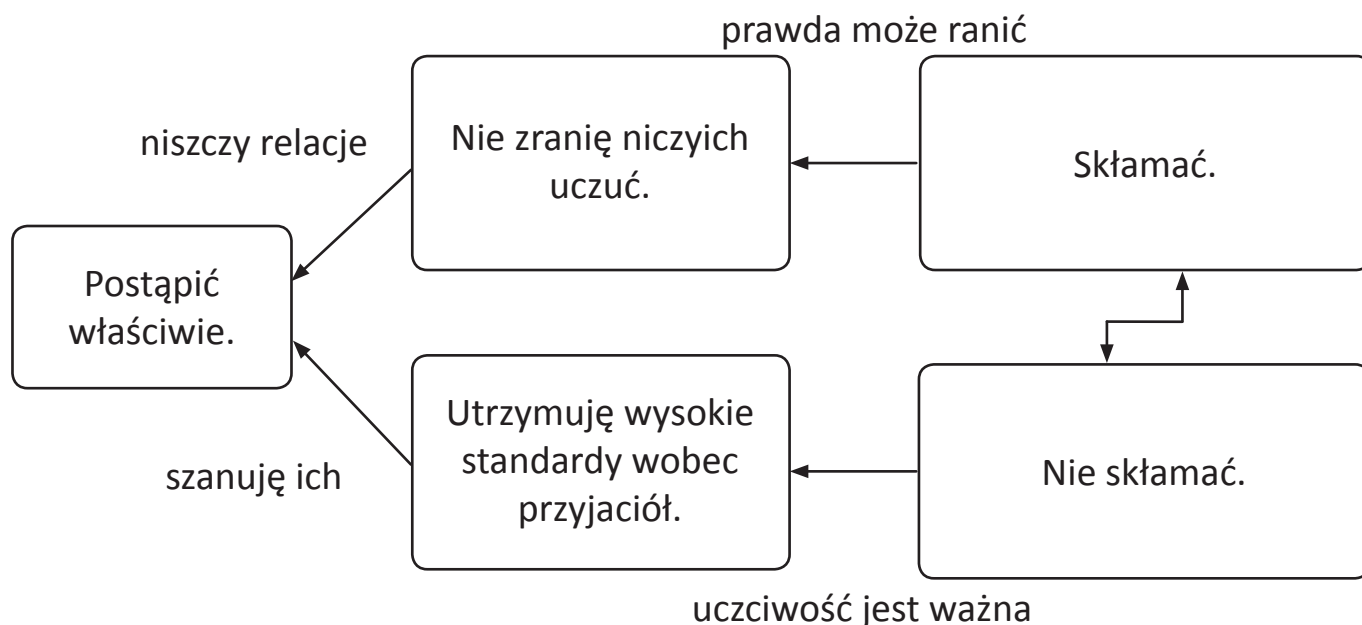 prawda może ranić
niszczy relacje
Nie zranię niczyich
uczuć.
Skłamać.
Postąpić
właściwie.
Utrzymuję wysokie
standardy wobec
przyjaciół.
Nie skłamać.
szanuję ich
uczciwość jest ważna